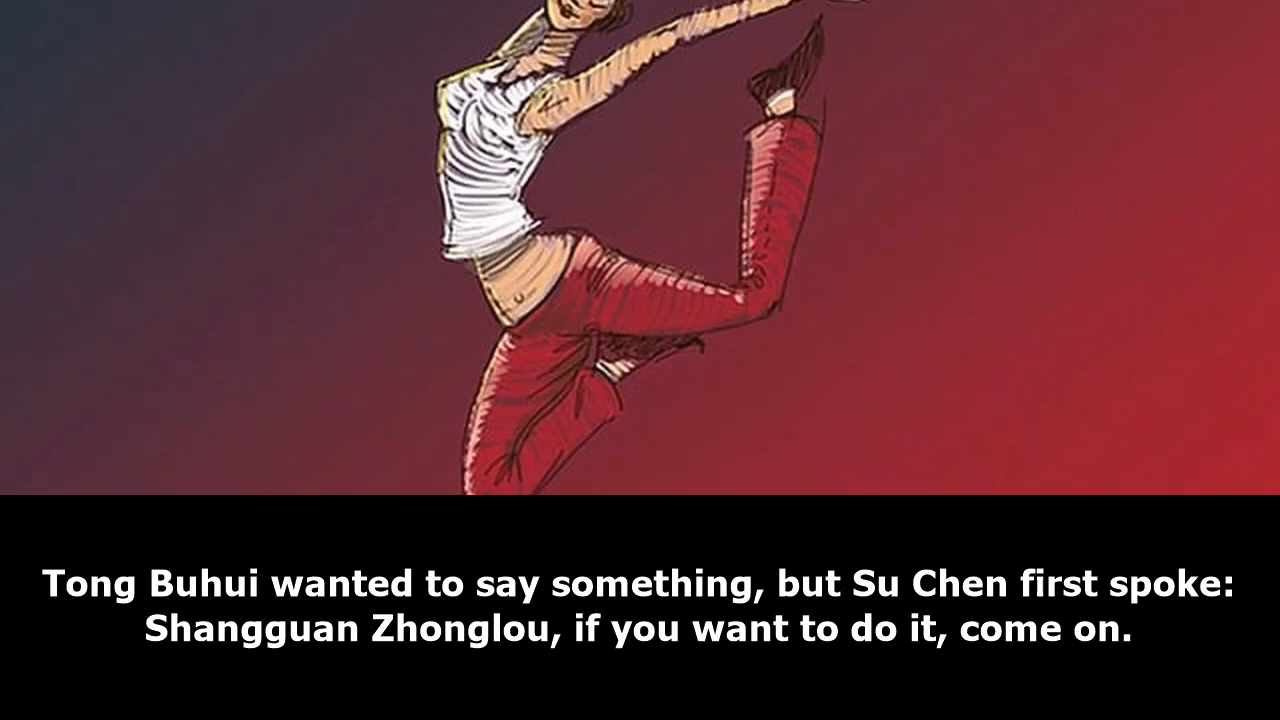 Tong Buhui wanted to say something, but Su Chen first spoke:
Shangguan Zhonglou, if you want to do it, come on.